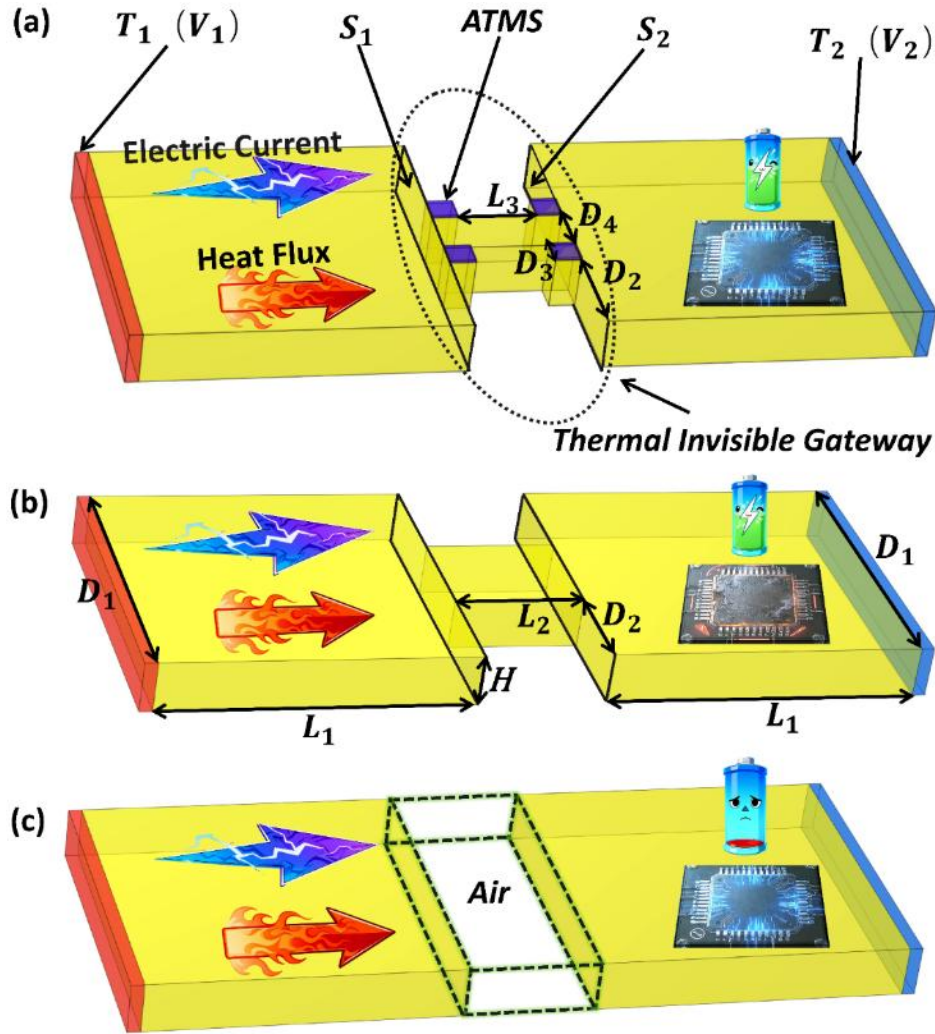 (a)
T₁ (V₁)
S₁
ATMS
S₂
T₂ (V₂)
Electric Current
L₃
D₄
Heat Flux
D₃
D₂
Thermal Invisible Gateway
(b)
D₁
D₁
L₂
D₂
H
L₁
L₁
(c)
Air